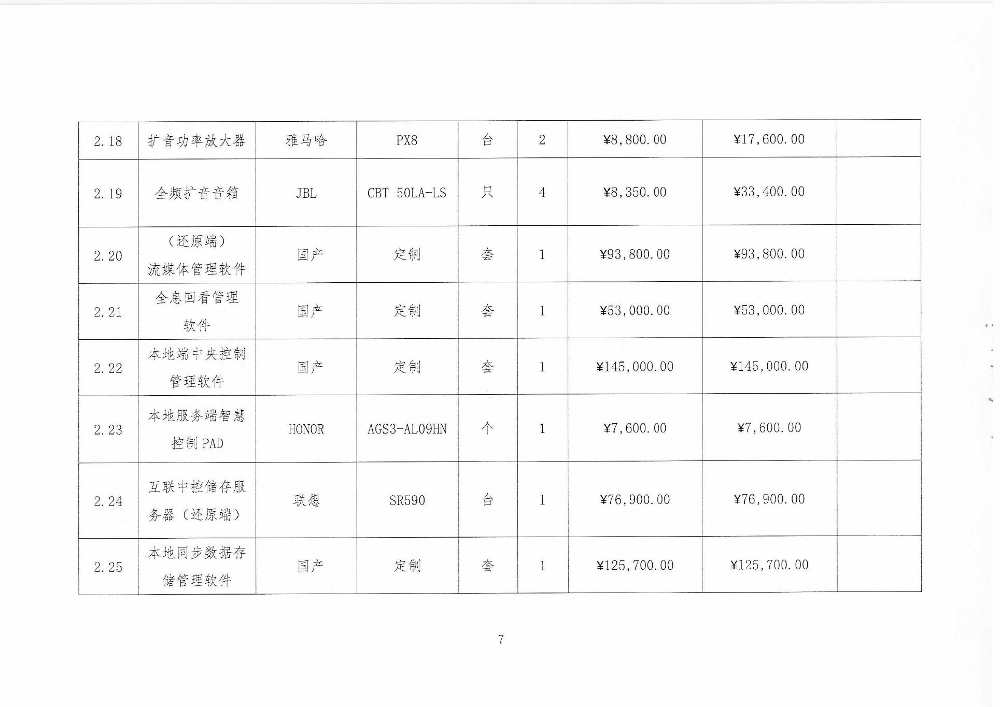 2.18 扩音功率放大器 雅马哈 PX8 台 2 ¥8,800.00 ¥17,600.00
2.19 全频扩音音箱 JBL CBT 50LA-LS 只 4 ¥8,350.00 ¥33,400.00
2.20 （还原端）
流媒体管理软件 国产 定制 套 1 ¥93,800.00 ¥93,800.00
2.21 全息回看管理
软件 国产 定制 套 1 ¥53,000.00 ¥53,000.00
2.22 本地端中央控制
管理软件 国产 定制 套 1 ¥145,000.00 ¥145,000.00
2.23 本地服务端智慧
控制 PAD HONOR AGS3-AL09HN 个 1 ¥7,600.00 ¥7,600.00
2.24 互联中控储存服
务器（还原端） 联想 SR590 台 1 ¥76,900.00 ¥76,900.00
2.25 本地同步数据存
储管理软件 国产 定制 套 1 ¥125,700.00 ¥125,700.00
7